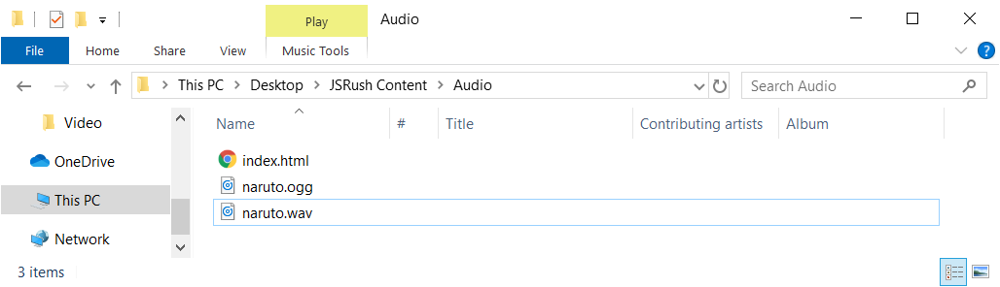 Play Audio
File Home Share View Music Tools
This PC Desktop JSRush Content Audio Search Audio
Video Name # Title Contributing artists Album
OneDrive index.html
naruto.ogg
This PC naruto.wav
Network
3 items